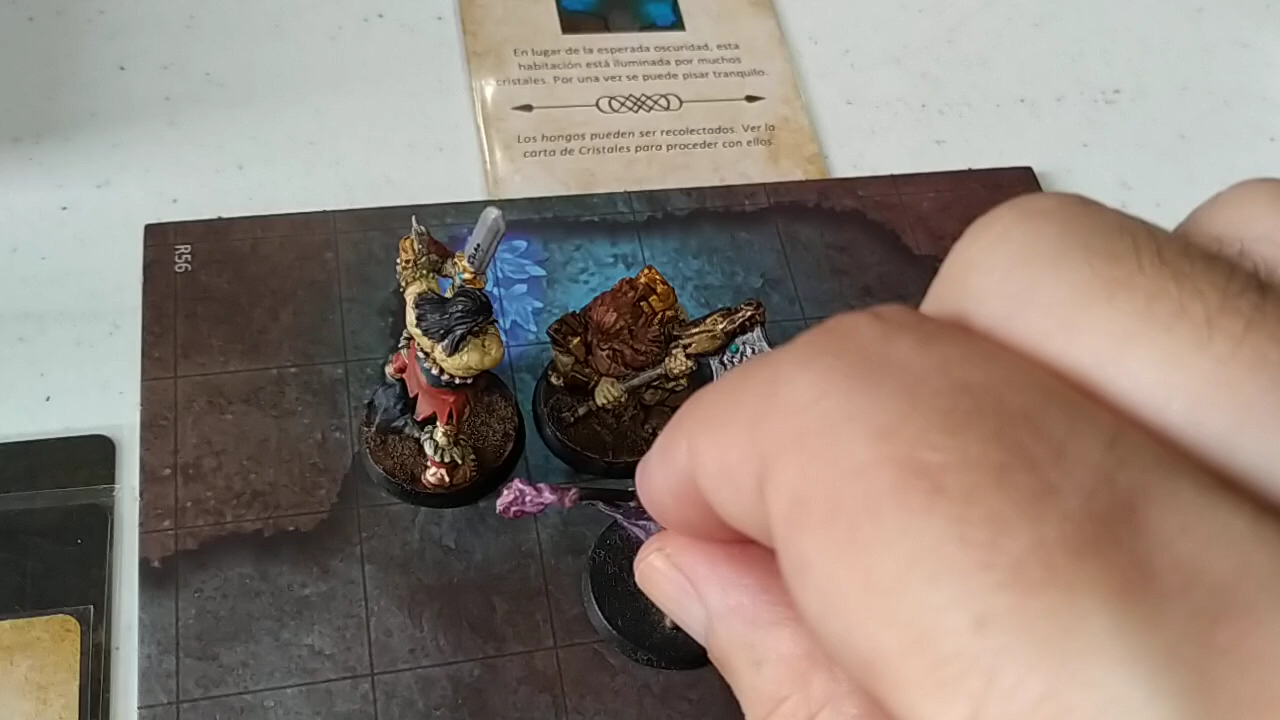 En lugar de la esperada oscuridad, esta
habitación está iluminada por muchos
cristales. Por una vez se puede pisar tranquilo.
Los hongos pueden ser recolectados. Ver la
carta de Cristales para proceder con ellos.
R56